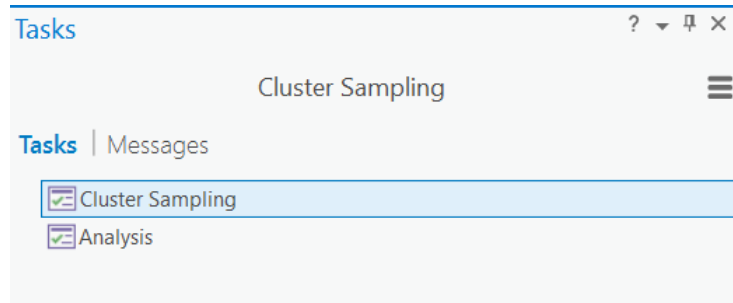 Tasks ?
Cluster Sampling
Tasks | Messages
Cluster Sampling
Analysis